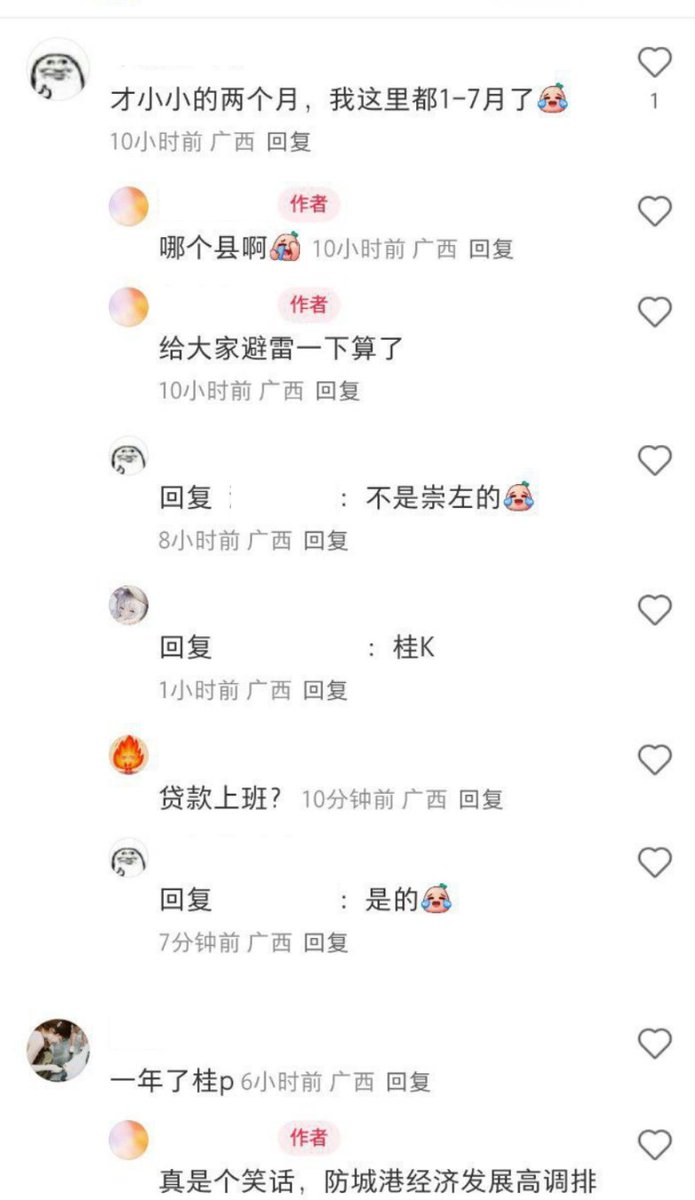 才小小的两个月，我这里都1-7月了
1
10小时前 广西 回复
作者
哪个县啊 10小时前 广西 回复
作者
给大家避雷一下算了
10小时前 广西 回复
回复 ：不是崇左的
8小时前 广西 回复
回复 ：桂K
1小时前 广西 回复
贷款上班？ 10分钟前 广西 回复
回复 ：是的
7分钟前 广西 回复
一年了桂p 6小时前 广西 回复
作者
真是个笑话，防城港经济发展高调排